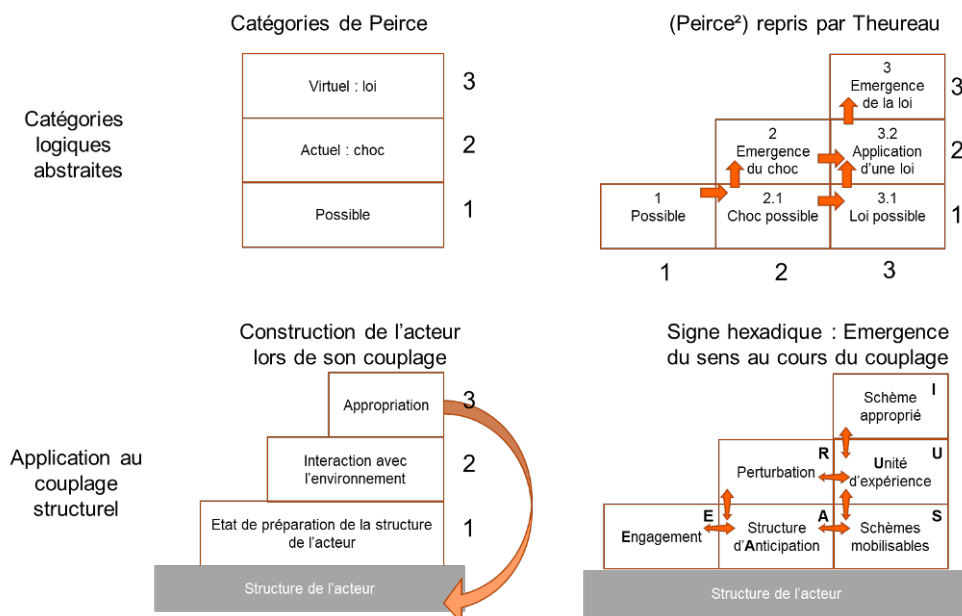 Catégories de Peirce
Catégories
logiques
abstraites
Virtuel : loi
3
Actuel : choc
2
Possible
1
(Peirce²) repris par Theureau
3
Emergence
de la loi
3
2
Emergence
du choc
3.2
Application
d'une loi
2
1
Possible
2.1
Choc possible
3.1
Loi possible
1
1
2
3
Application au
couplage
structurel
Construction de l'acteur
lors de son couplage
Appropriation
3
Interaction avec
l'environnement
2
Etat de préparation de la structure
de l'acteur
1
Structure de l'acteur
Signe hexadique : Emergence
du sens au cours du couplage
I
Schème
approprié
R
Perturbation
U
Unité
d'expérience
E
Engagement
A
Structure
d'Anticipation
S
Schèmes
mobilisables
Structure de l'acteur